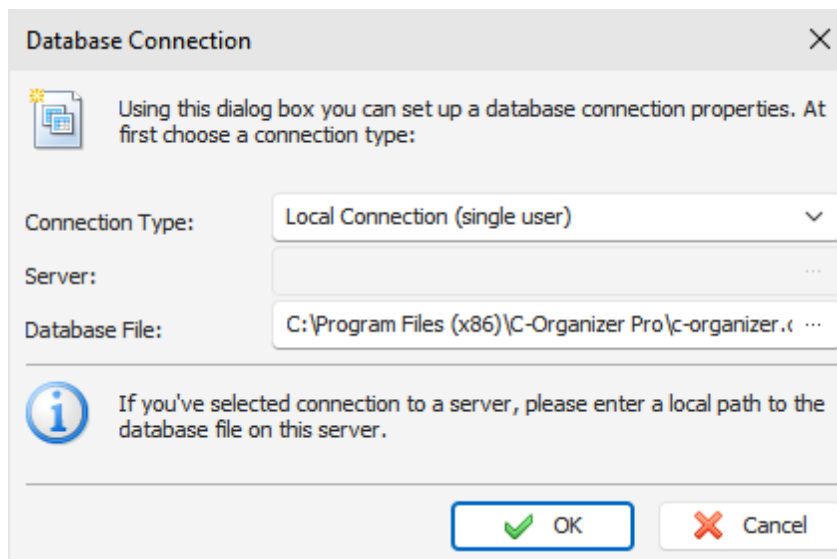 Database Connection
Using this dialog box you can set up a database connection properties. At
first choose a connection type:
Connection Type:
Local Connection (single user)
Server:
...
Database File:
C:\Program Files (x86)\C-Organizer Pro\c-organizer.c ...
If you've selected connection to a server, please enter a local path to the
database file on this server.
OK
Cancel